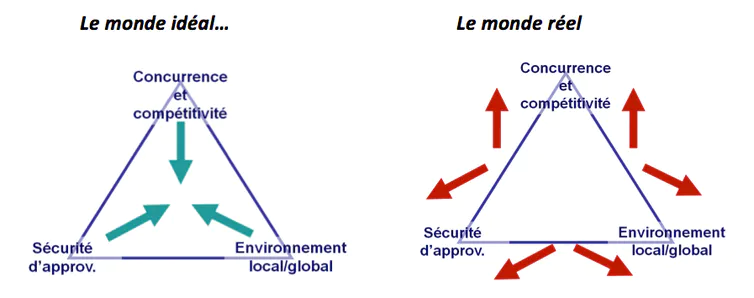 Le monde idéal...
Concurrence
et
compétitivité
Sécurité
d'approv.
Environnement
local/global
Le monde réel
Concurrence
et
compétitivité
Sécurité
d'approv.
Environnement
local/global